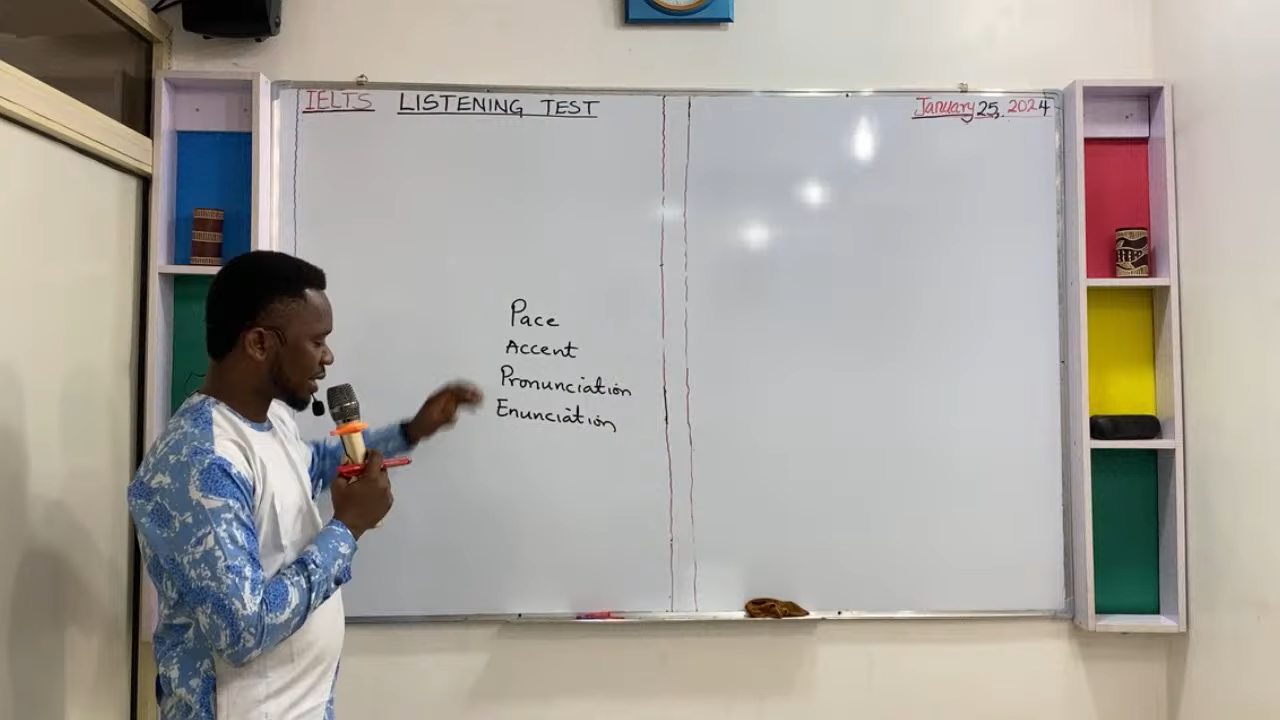 IELTS LISTENING TEST
January 25, 2024
Pace
Accent
Pronunciation
Enunciation